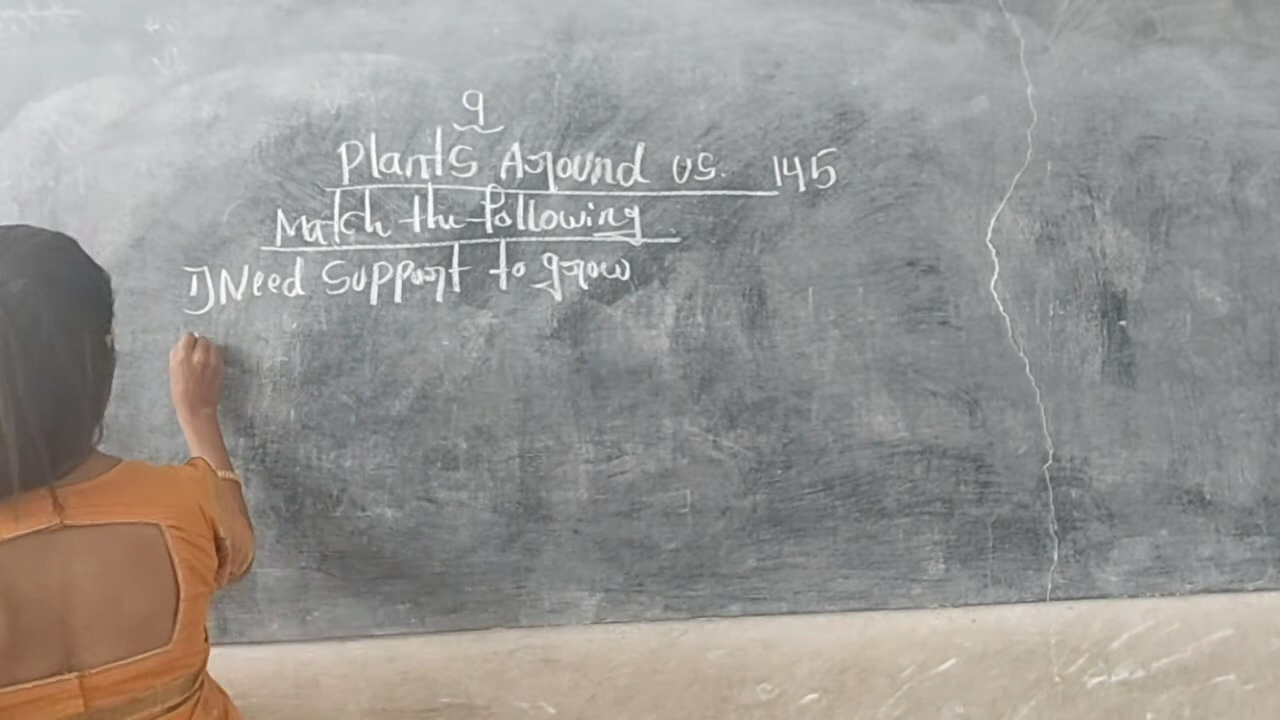 9
Plants Around us. 145
Match the following
1) Need Support to grow